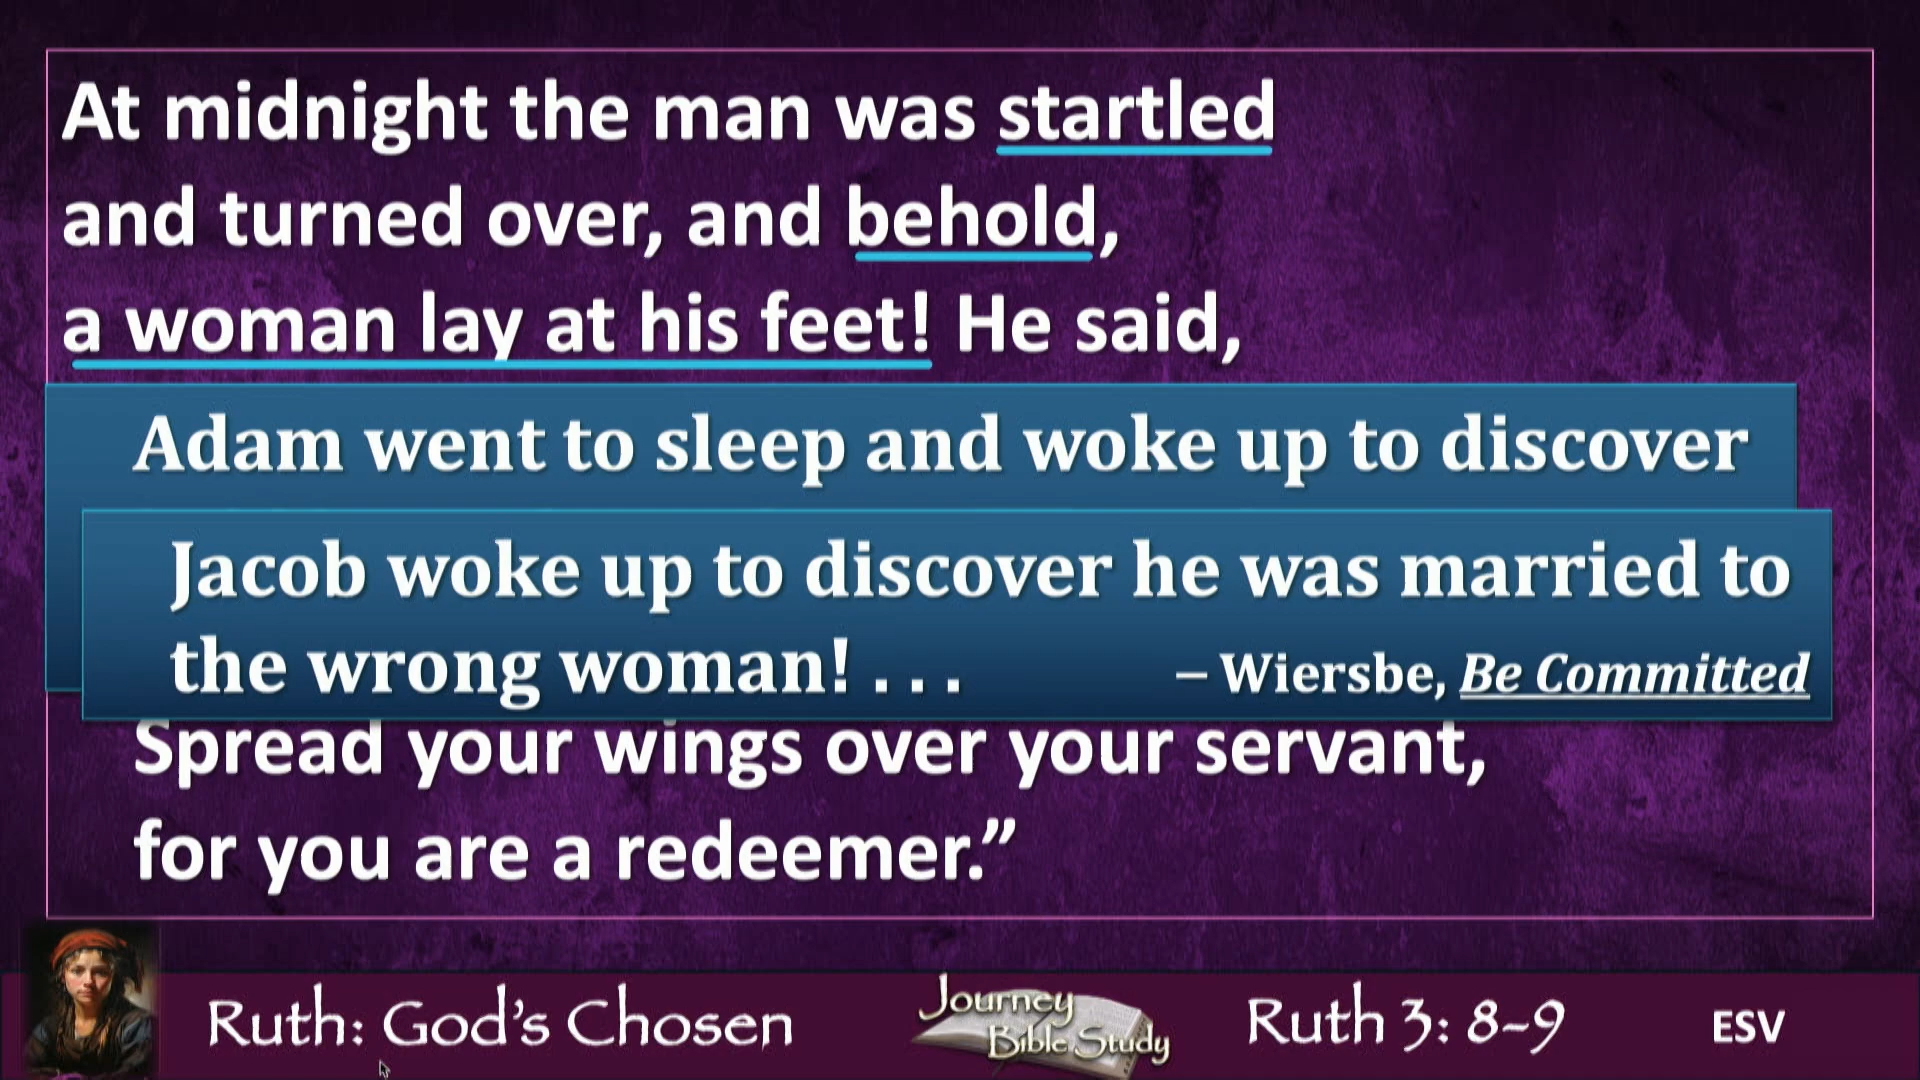 At midnight the man was startled
and turned over, and behold,
a woman lay at his feet! He said,
Adam went to sleep and woke up to discover
Jacob woke up to discover he was married to
the wrong woman! . . . – Wiersbe, Be Committed
Spread your wings over your servant,
for you are a redeemer.”
Ruth: God’s Chosen
Journey
Bible Study
Ruth 3: 8-9
ESV